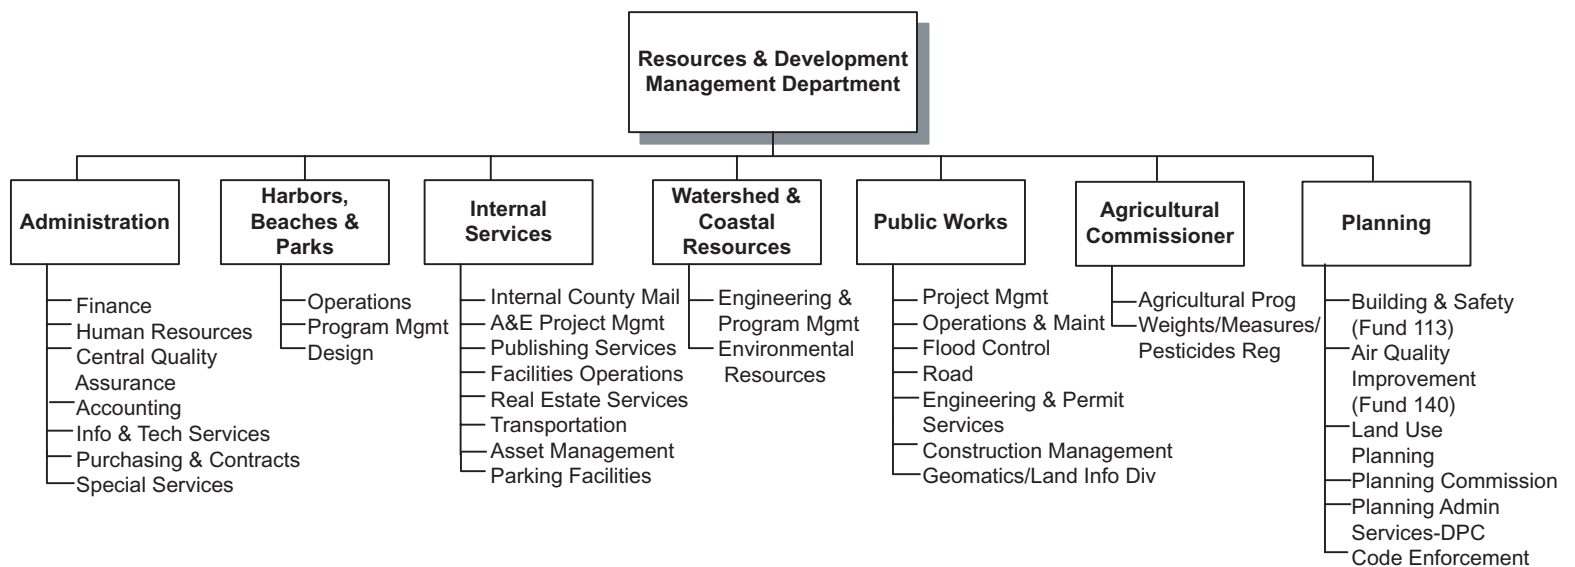 Resources & Development
Management Department
Administration
Finance
Human Resources
Central Quality
Assurance
Accounting
Info & Tech Services
Purchasing & Contracts
Special Services
Harbors,
Beaches &
Parks
Operations
Program Mgmt
Design
Internal
Services
Internal County Mail
A&E Project Mgmt
Publishing Services
Facilities Operations
Real Estate Services
Transportation
Asset Management
Parking Facilities
Watershed &
Coastal
Resources
Engineering &
Program Mgmt
Environmental
Resources
Public Works
Project Mgmt
Operations & Maint
Flood Control
Road
Engineering & Permit
Services
Construction Management
Geomatics/Land Info Div
Agricultural
Commissioner
Agricultural Prog
Weights/Measures/
Pesticides Reg
Planning
Building & Safety
(Fund 113)
Air Quality
Improvement
(Fund 140)
Land Use
Planning
Planning Commission
Planning Admin
Services-DPC
Code Enforcement